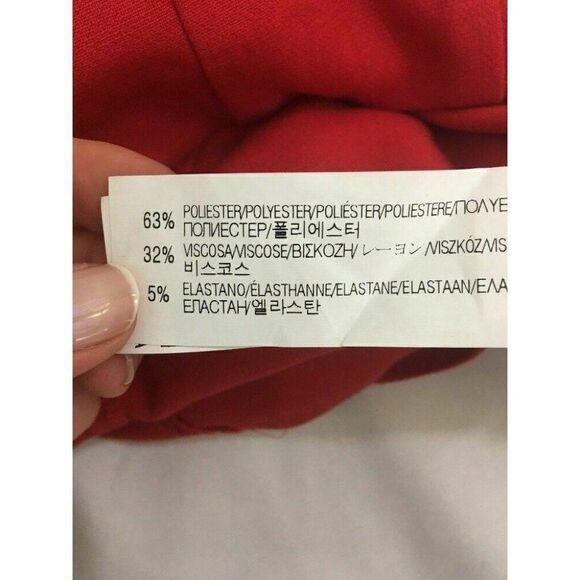 63% POLIESTER/POLYESTER/POLIÉSTER/POLIESTERE/ΠΟΛΥΕ
ПОЛИЕСТЕР/폴리에스터
32% VISCOSA/VISCOSE/ΒΙΣΚΟΖΗ/レーヨン/VISZKÓZ/VIS
비스코스
5% ELASTANO/ÉLASTHANNE/ELASTANE/ELASTAAN/ΕΛΑ
ЕЛАСТАН/엘라스탄